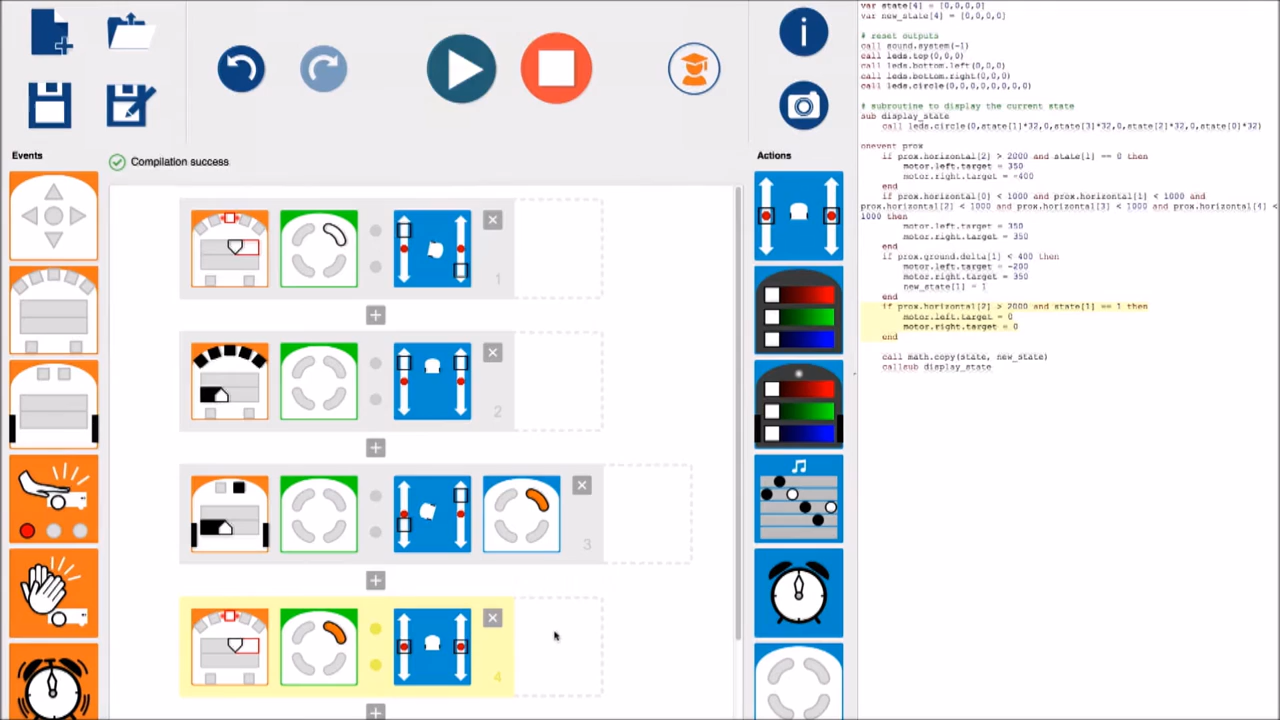 i
Events
Compilation success
Actions
1
2
3
4
var state[4] = [0,0,0,0]
var new_state[4] = [0,0,0,0]
# reset outputs
call sound.system(-1)
call leds.top(0,0,0)
call leds.bottom.left(0,0,0)
call leds.bottom.right(0,0,0)
call leds.circle(0,0,0,0,0,0,0,0)
# subroutine to display the current state
sub display_state
call leds.circle(0,state[1]*32,0,state[3]*32,0,state[2]*32,0,state[0]*32)
onevent prox
if prox.horizontal[2] > 2000 and state[1] == 0 then
motor.left.target = 350
motor.right.target = -400
end
if prox.horizontal[0] < 1000 and prox.horizontal[1] < 1000 and
prox.horizontal[2] < 1000 and prox.horizontal[3] < 1000 and prox.horizontal[4] <
1000 then
motor.left.target = 350
motor.right.target = 350
end
if prox.ground.delta[1] < 400 then
motor.left.target = -200
motor.right.target = 350
new_state[1] = 1
end
if prox.horizontal[2] > 2000 and state[1] == 1 then
motor.left.target = 0
motor.right.target = 0
end
call math.copy(state, new_state)
callsub display_state